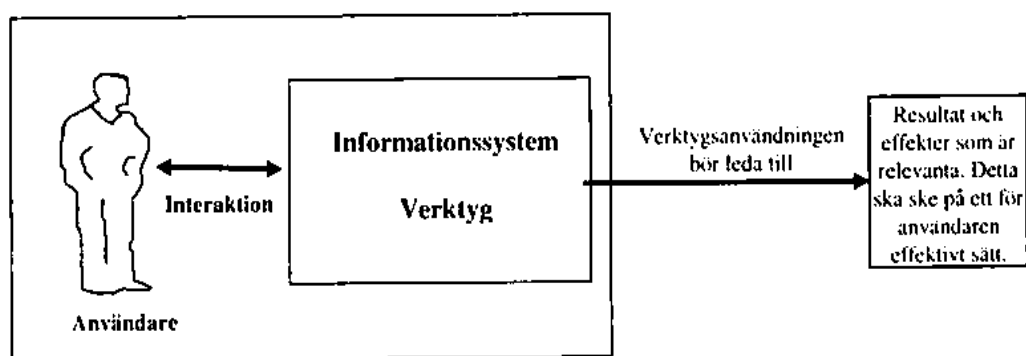 Användare
Interaktion
Informationssystem
Verktyg
Verktygsanvändningen
bör leda till
Resultat och
effekter som är
relevanta. Detta
ska ske på ett för
användaren
effektivt sätt.